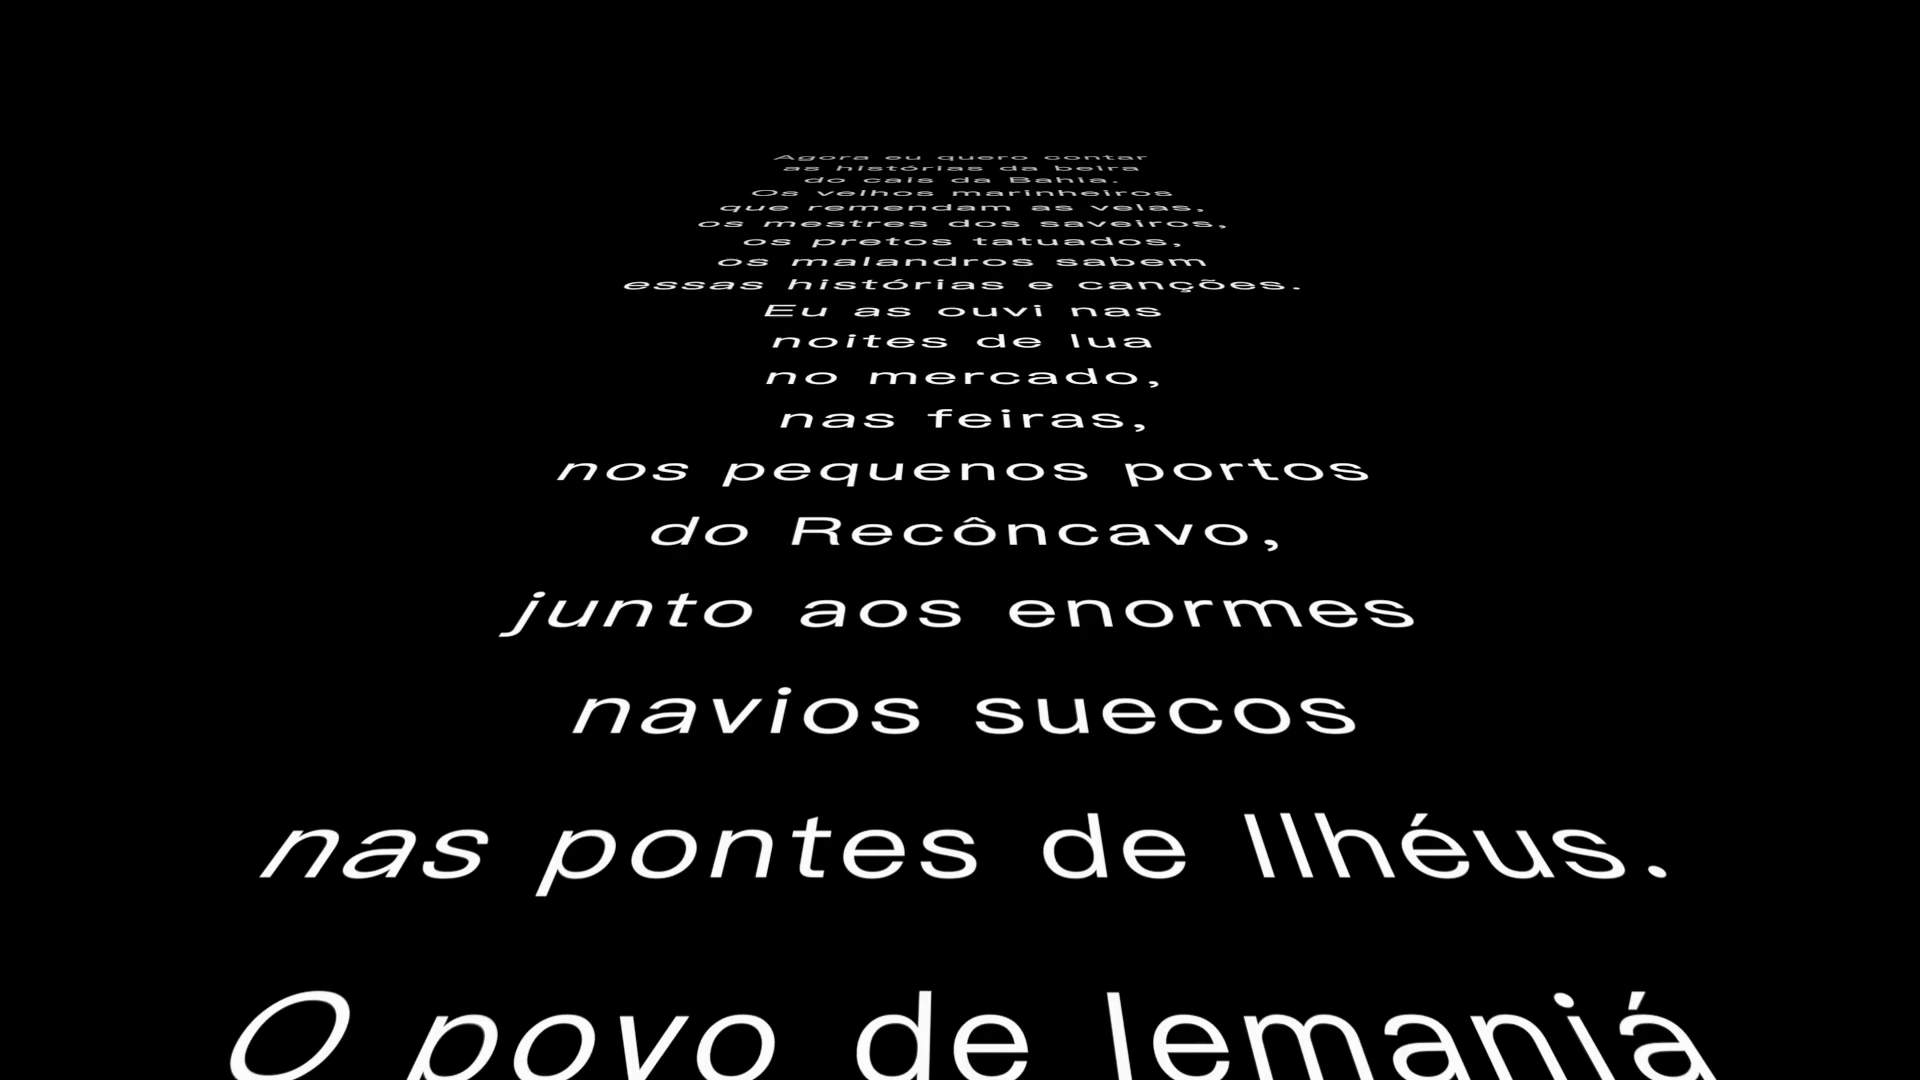 Agora eu quero contar
as histórias da beira
do cais da Bahia.
Os velhos marinheiros
que remendam as velas,
os mestres dos saveiros,
os pretos tatuados,
os malandros sabem
essas histórias e canções.
Eu as ouvi nas
noites de lua
no mercado,
nas feiras,
nos pequenos portos
do Recôncavo,
junto aos enormes
navios suecos
nas pontes de Ilhéus.
O povo de Iemanjá